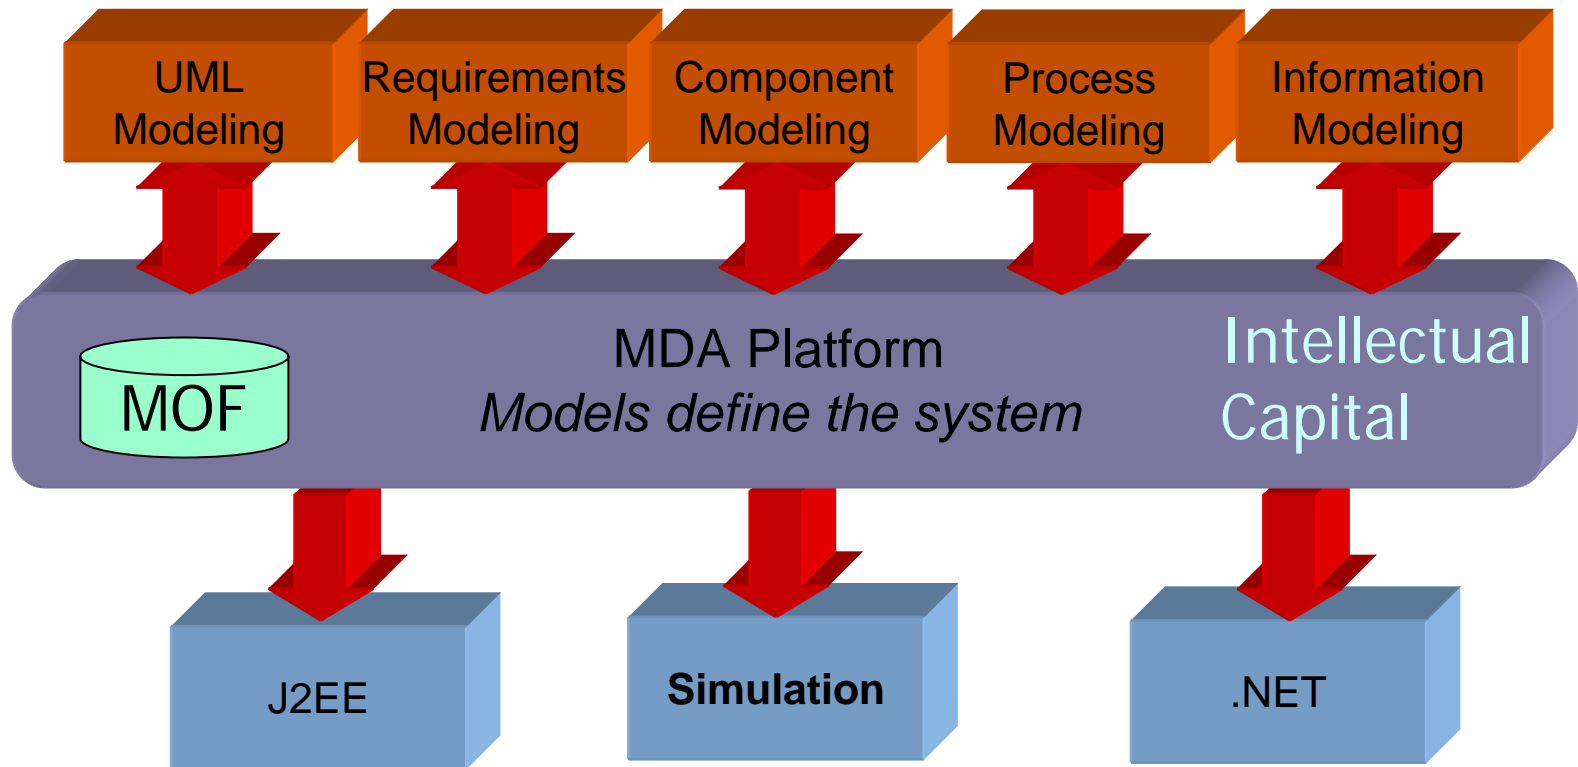 UML
Modeling
Requirements
Modeling
Component
Modeling
Process
Modeling
Information
Modeling
MOF
MDA Platform
Models define the system
Intellectual
Capital
J2EE
Simulation
.NET